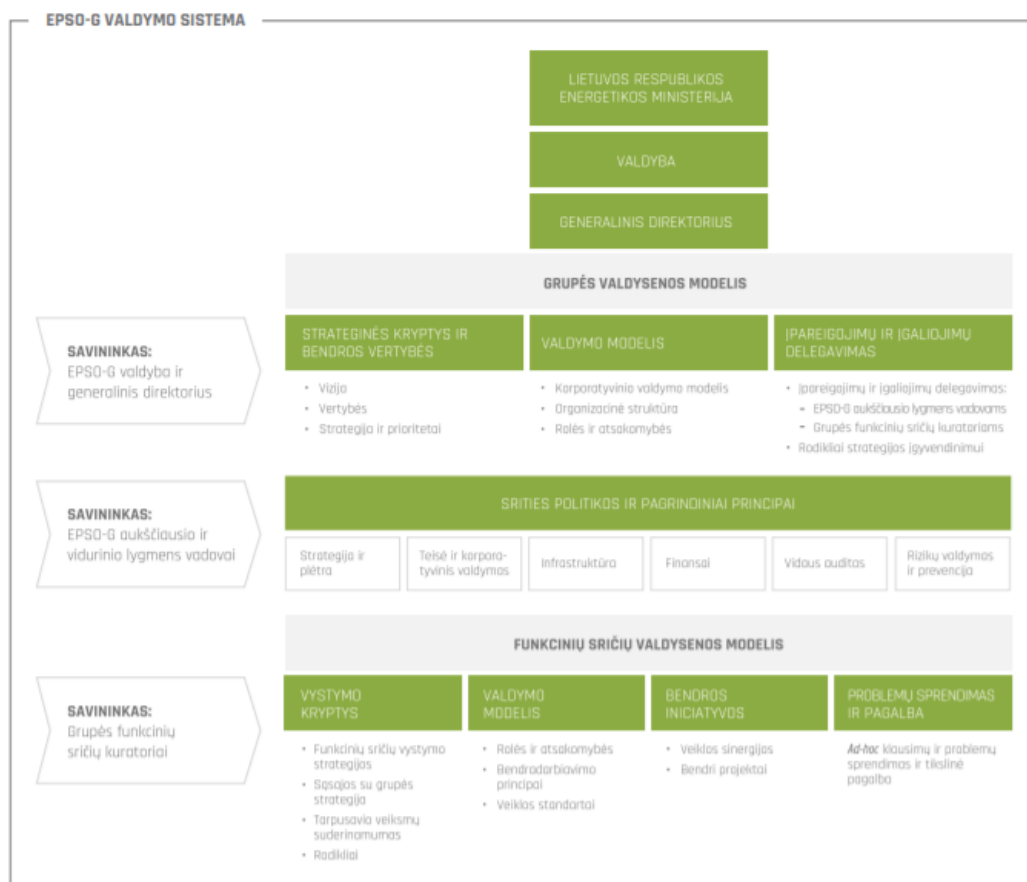 EPSO-G VALDYMO SISTEMA
LIETUVOS RESPUBLIKOS
ENERGETIKOS MINISTERIJA
VALDYBA
GENERALINIS DIREKTORIUS
GRUPĖS VALDYSENOS MODELIS
SAVININKAS:
EPSO-G valdyba ir
generalinis direktorius
STRATEGINĖS KRYPTYS IR
BENDROS VERTYBĖS
• Vizija
• Vertybės
• Strategija ir prioritetai
VALDYMO MODELIS
• Korporatyvinio valdymo modelis
• Organizacinė struktūra
• Rolės ir atsakomybės
ĮPAREIGOJIMŲ IR ĮGALIOJIMŲ
DELEGAVIMAS
• Įpareigojimų ir įgaliojimų delegavimas:
– EPSO-G aukščiausio lygmens vadovams
– Grupės funkcinių sričių kuratoriams
• Rodikliai strategijos įgyvendinimui
SAVININKAS:
EPSO-G aukščiausio ir
vidurinio lygmens vadovai
SRITIES POLITIKOS IR PAGRINDINIAI PRINCIPAI
Strategija ir
plėtra
Teisė ir korpora-
tyvinis valdymas
Infrastruktūra
Finansai
Vidaus auditas
Rizikų valdymas
ir prevencija
FUNKCINIŲ SRIČIŲ VALDYSENOS MODELIS
SAVININKAS:
Grupės funkcinių
sričių kuratoriai
VYSTYMO
KRYPTYS
• Funkcinių sričių vystymo
strategijos
• Sąsajos su grupės
strategija
• Tarpusavio veiksmų
suderinamumas
• Rodikliai
VALDYMO
MODELIS
• Rolės ir atsakomybės
• Bendradarbiavimo
principai
• Veiklos standartai
BENDROS
INICIATYVOS
• Veiklos sinergijos
• Bendri projektai
PROBLEMŲ SPRENDIMAS
IR PAGALBA
Ad-hoc klausimų ir problemų
sprendimas ir tikslinė
pagalba